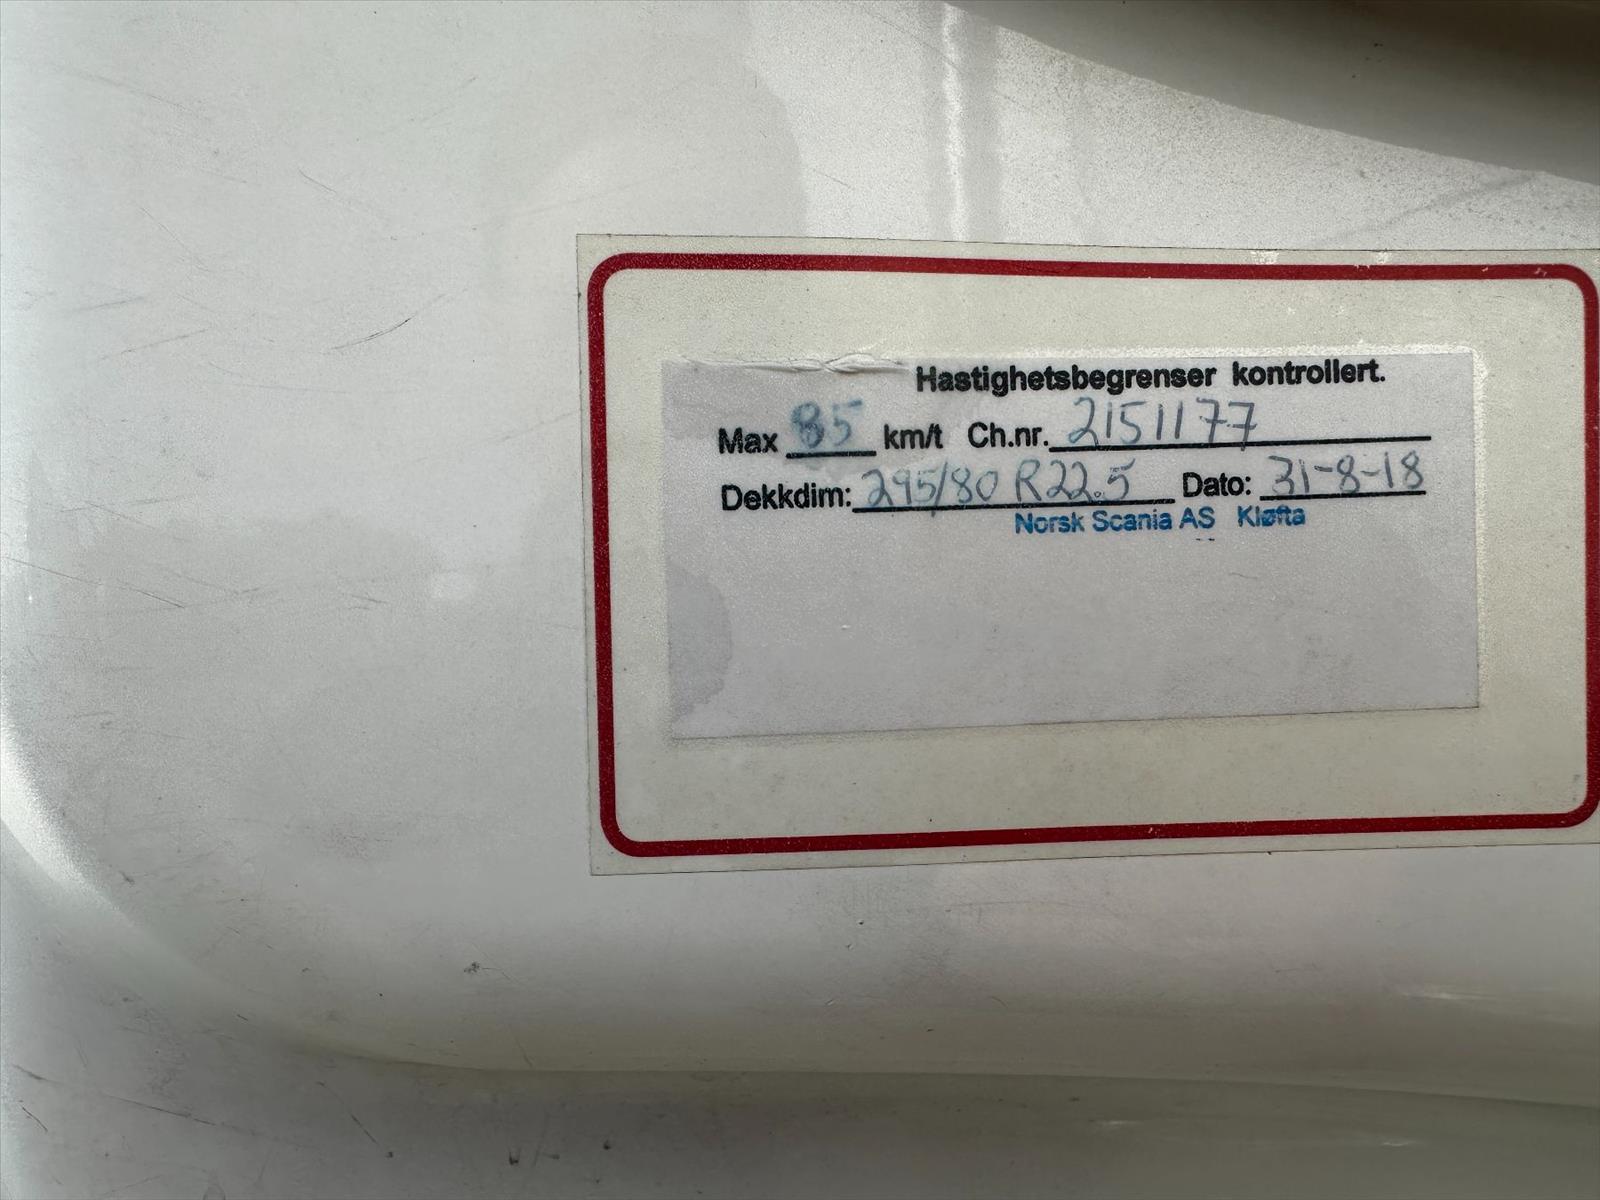 Hastighetsbegrenser kontrollert.
Max 85 km/t Ch.nr. 2151177
Dekkdim: 295/80 R22.5 Dato: 31-8-18
Norsk Scania AS Kløfta